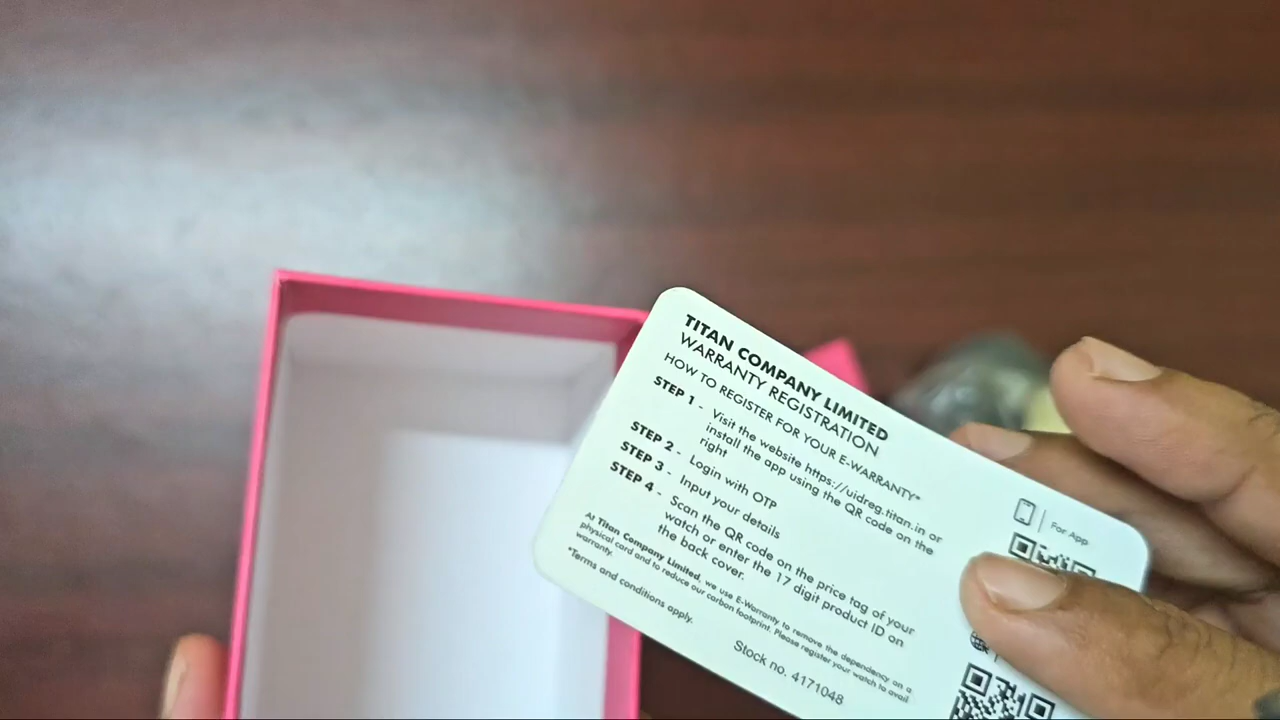 TITAN COMPANY LIMITED
WARRANTY REGISTRATION
HOW TO REGISTER FOR YOUR E-WARRANTY*
STEP 1 - Visit the website https://uidreg.titan.in or
install the app using the QR code on the
right
STEP 2 - Login with OTP
STEP 3 - Input your details
STEP 4 - Scan the QR code on the price tag of your
watch or enter the 17 digit product ID on
the back cover.
At Titan Company Limited, we use E-Warranty to remove the dependency on a
physical card and to reduce our carbon footprint. Please register your watch to avail
warranty.
*Terms and conditions apply.
Stock no. 4171048
For App